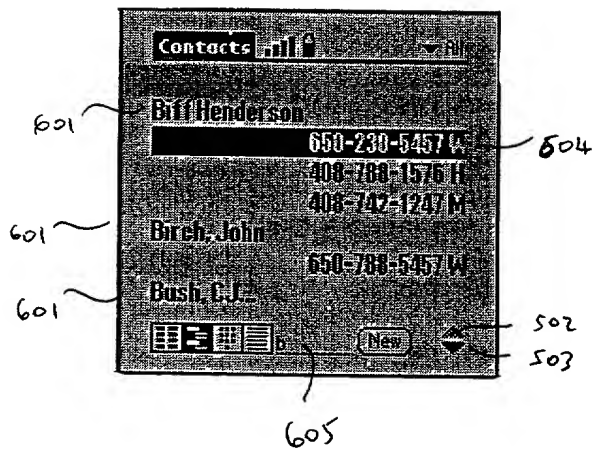 Contacts All
601 Biff Henderson
650-230-5457 W 604
408-788-1576 H
408-742-1247 M
601 Birch, John
650-788-5457 W
601 Bush, C.J.
New 502
503
605